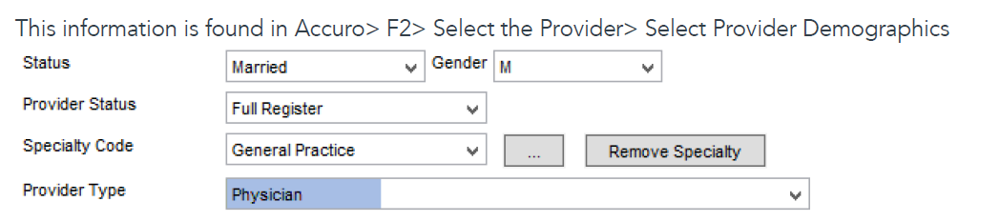 This information is found in Accuro> F2> Select the Provider> Select Provider Demographics
Status Married Gender M
Provider Status Full Register
Specialty Code General Practice ... Remove Specialty
Provider Type Physician